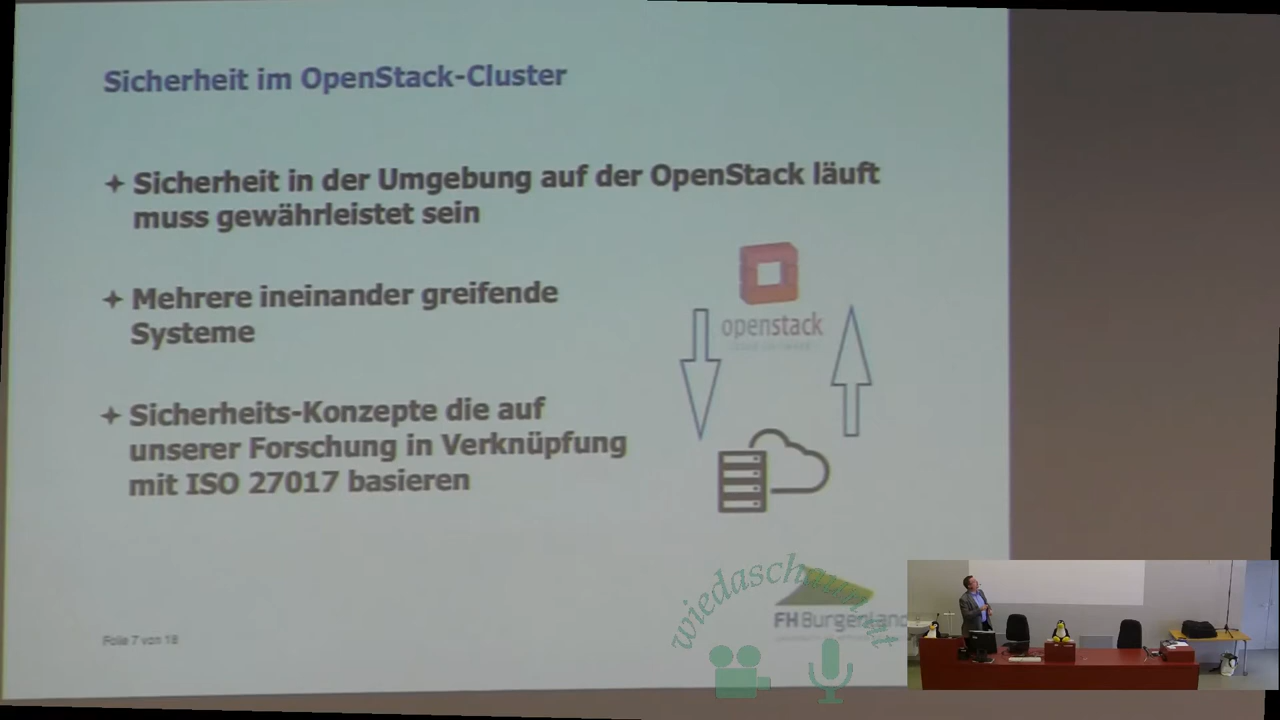 Sicherheit im OpenStack-Cluster
Sicherheit in der Umgebung auf der OpenStack läuft
muss gewährleistet sein
Mehrere ineinander greifende
Systeme
Sicherheits-Konzepte die auf
unserer Forschung in Verknüpfung
mit ISO 27017 basieren
openstack
FH Burgenland
Folie 7 von 18